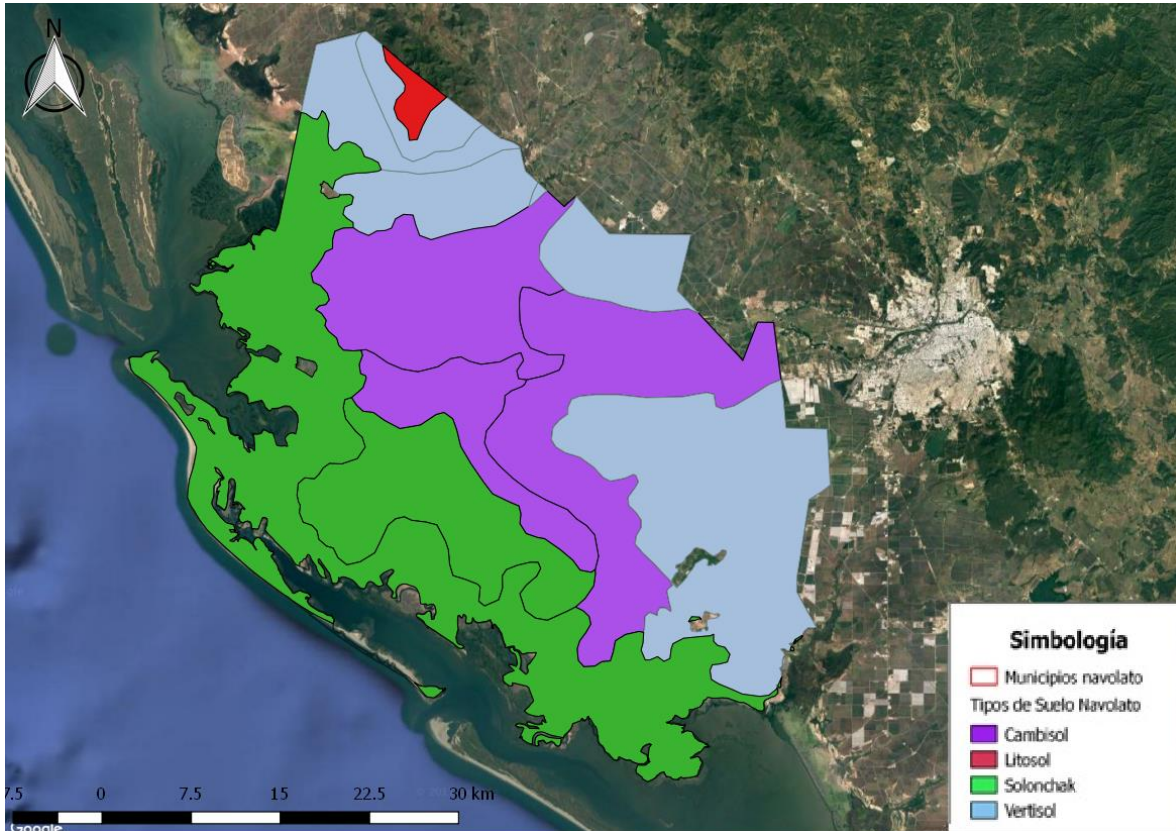 N
Simbología
Municipios navolato
Tipos de Suelo Navolato
Cambisol
Litosol
Solonchak
Vertisol
7.5 0 7.5 15 22.5 30 km
Google